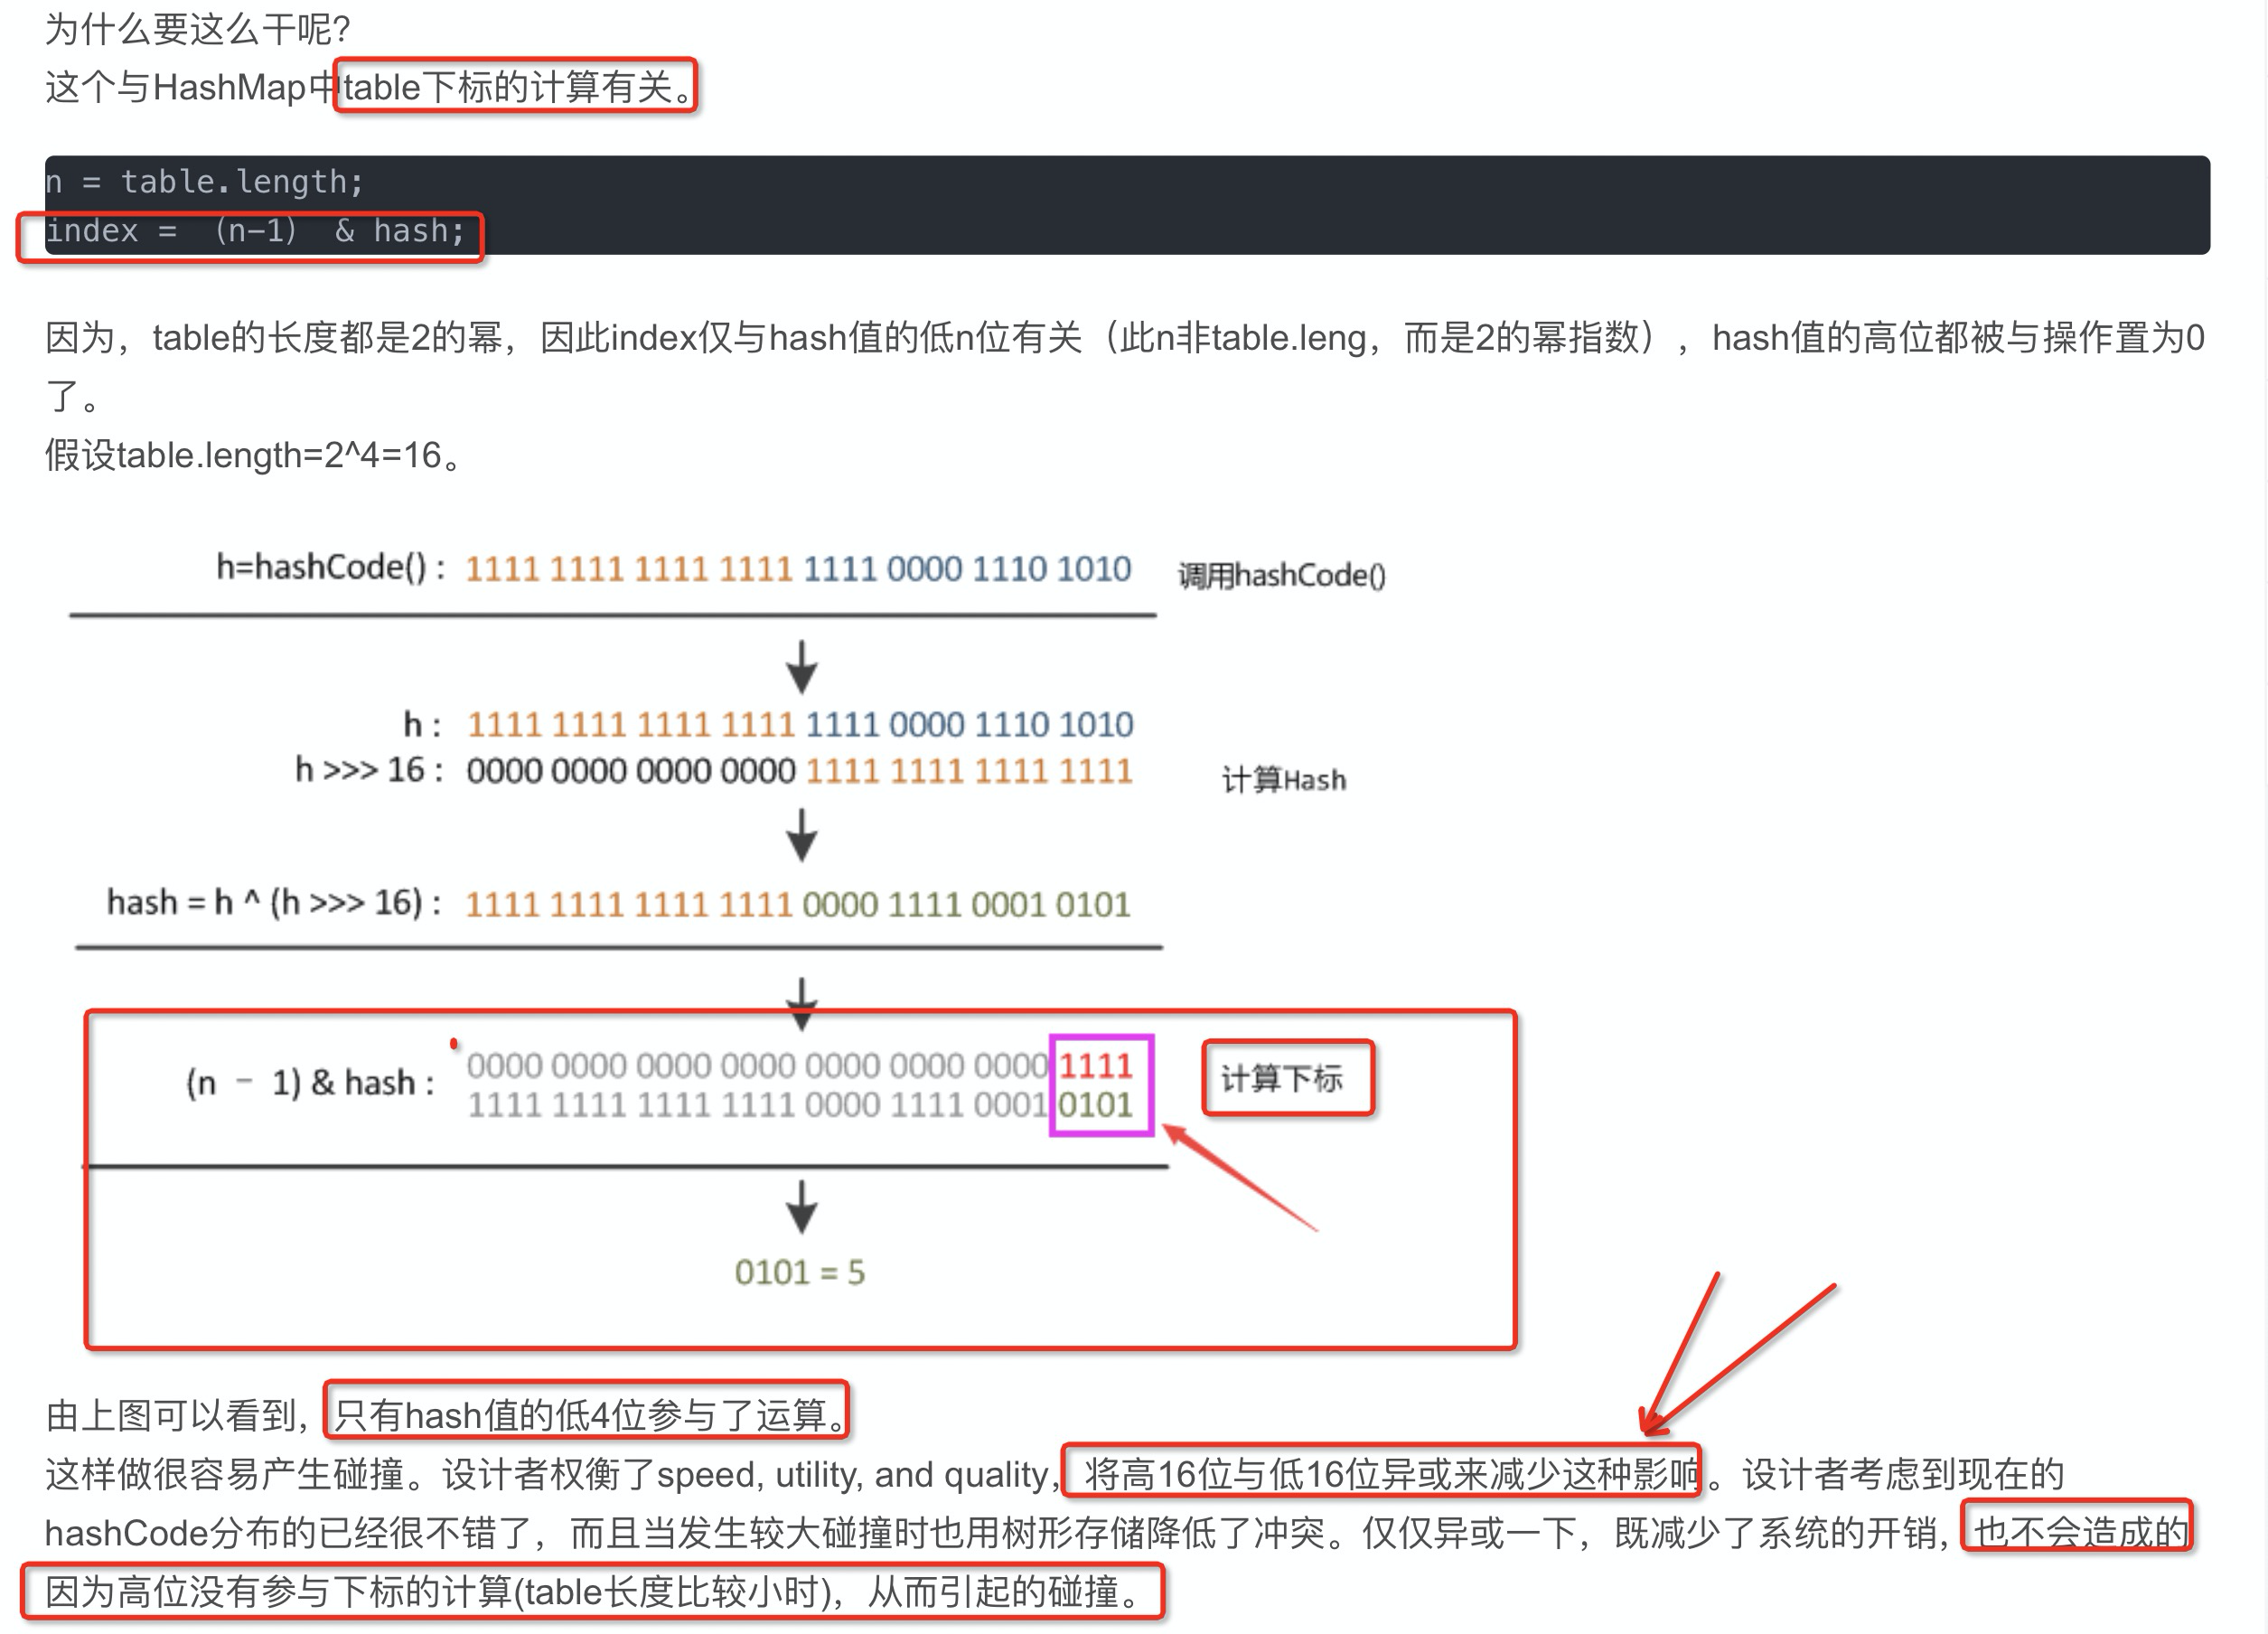 为什么要这么干呢？
这个与HashMap中table下标的计算有关。
n = table.length;
index = （n-1） & hash;
因为，table的长度都是2的幂，因此index仅与hash值的低n位有关（此n非table.leng，而是2的幂指数），hash值的高位都被与操作置为0
了。
假设table.length=2^4=16。
h=hashCode() : 1111 1111 1111 1111 1111 0000 1110 1010 调用hashCode()
h : 1111 1111 1111 1111 1111 0000 1110 1010
h >>> 16 : 0000 0000 0000 0000 1111 1111 1111 1111 计算Hash
hash = h ^ (h >>> 16) : 1111 1111 1111 1111 0000 1111 0001 0101
0000 0000 0000 0000 0000 0000 0000 1111
(n － 1) & hash : 计算下标
1111 1111 1111 1111 0000 1111 0001 0101
0101 = 5
由上图可以看到，只有hash值的低4位参与了运算。
这样做很容易产生碰撞。设计者权衡了speed, utility, and quality，将高16位与低16位异或来减少这种影响。设计者考虑到现在的
hashCode分布的已经很不错了，而且当发生较大碰撞时也用树形存储降低了冲突。仅仅异或一下，既减少了系统的开销，也不会造成的
因为高位没有参与下标的计算(table长度比较小时)，从而引起的碰撞。